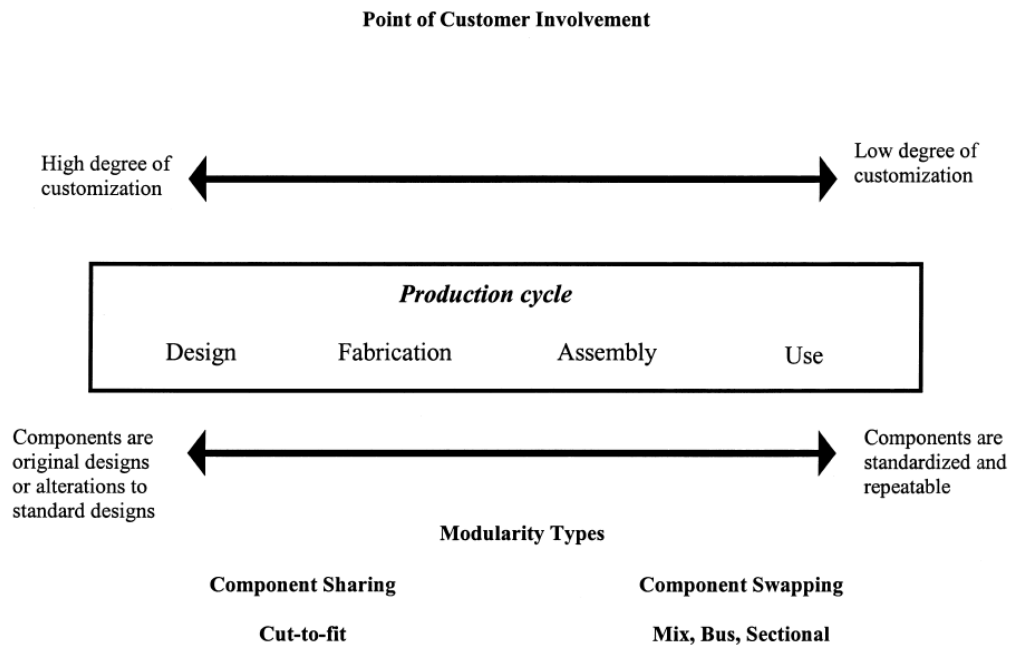 Point of Customer Involvement
High degree of
customization
Low degree of
customization
Production cycle
Design Fabrication Assembly Use
Components are
original designs
or alterations to
standard designs
Components are
standardized and
repeatable
Modularity Types
Component Sharing Component Swapping
Cut-to-fit Mix, Bus, Sectional